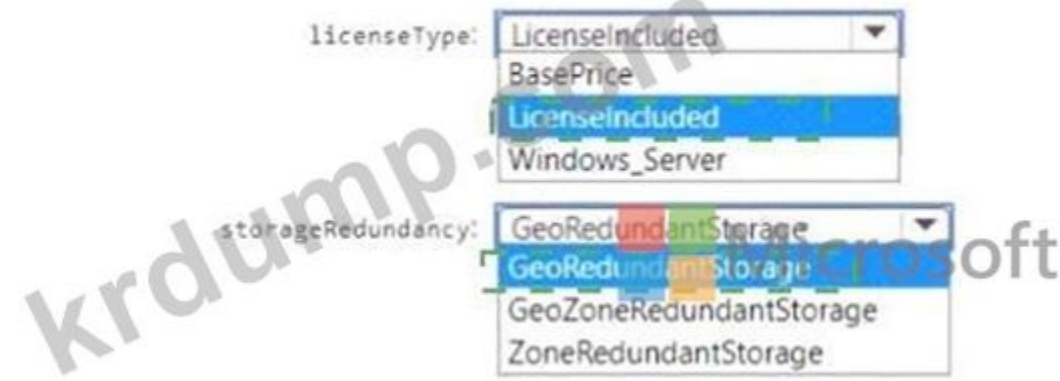 licenseType: LicenseIncluded
BasePrice
LicenseIncluded
Windows_Server
storageRedundancy: GeoRedundantStorage
GeoRedundantStorage
GeoZoneRedundantStorage
ZoneRedundantStorage
Microsoft
krdump.com